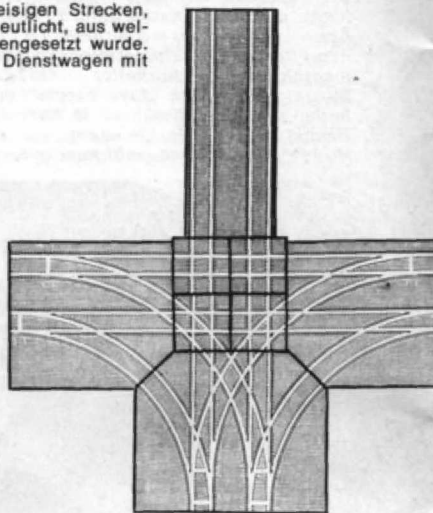 eisigen Strecken,
eutlicht, aus wel-
engesetzt wurde.
Dienstwagen mit